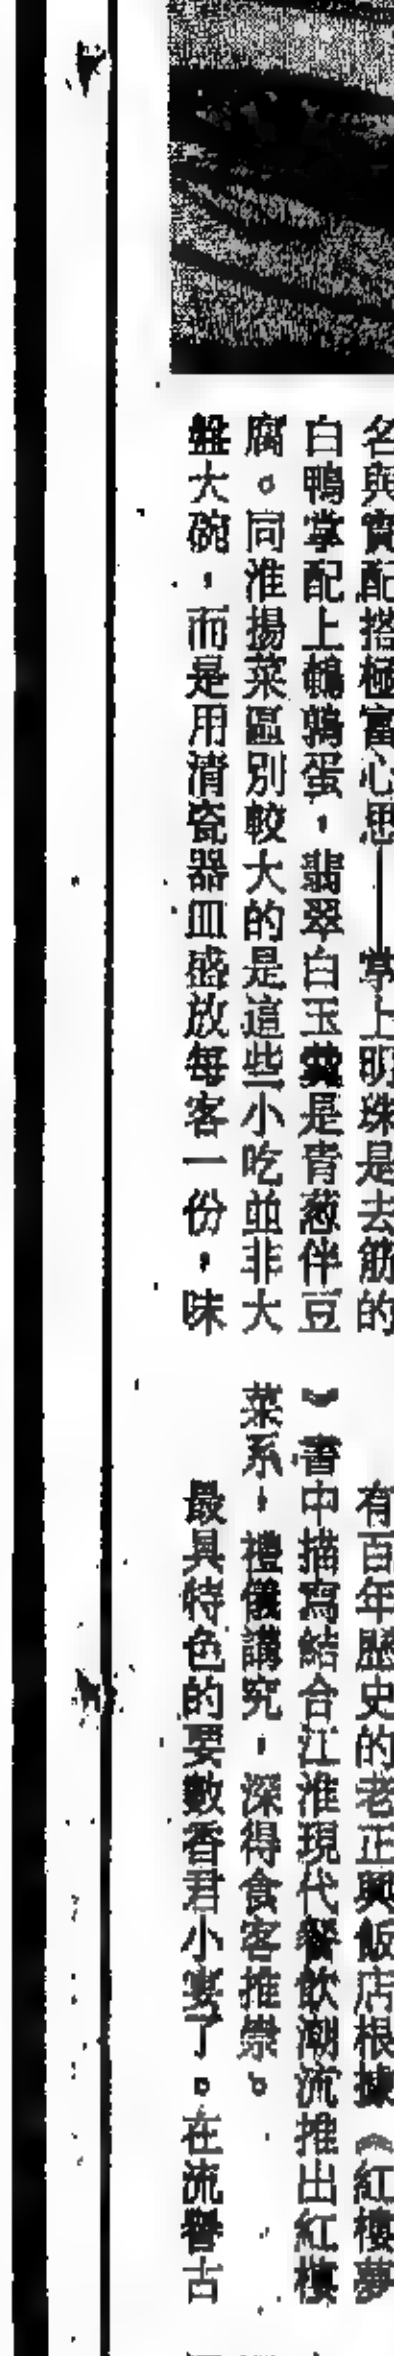 名與實配搭極富心思——掌上明珠是去筋的
白鴨掌配上鵪鶉蛋，翡翠白玉羹是青葱伴豆
腐。同淮揚菜區別較大的是這些小吃並非大
盤大碗，而是用清瓷器皿盛放每客一份，味
有百年歷史的老正興飯店根據《紅樓夢
》書中描寫結合江淮現代餐飲潮流推出紅樓
菜系，禮儀講究，深得食客推崇。
最具特色的要數香君小宴了。在流譽古